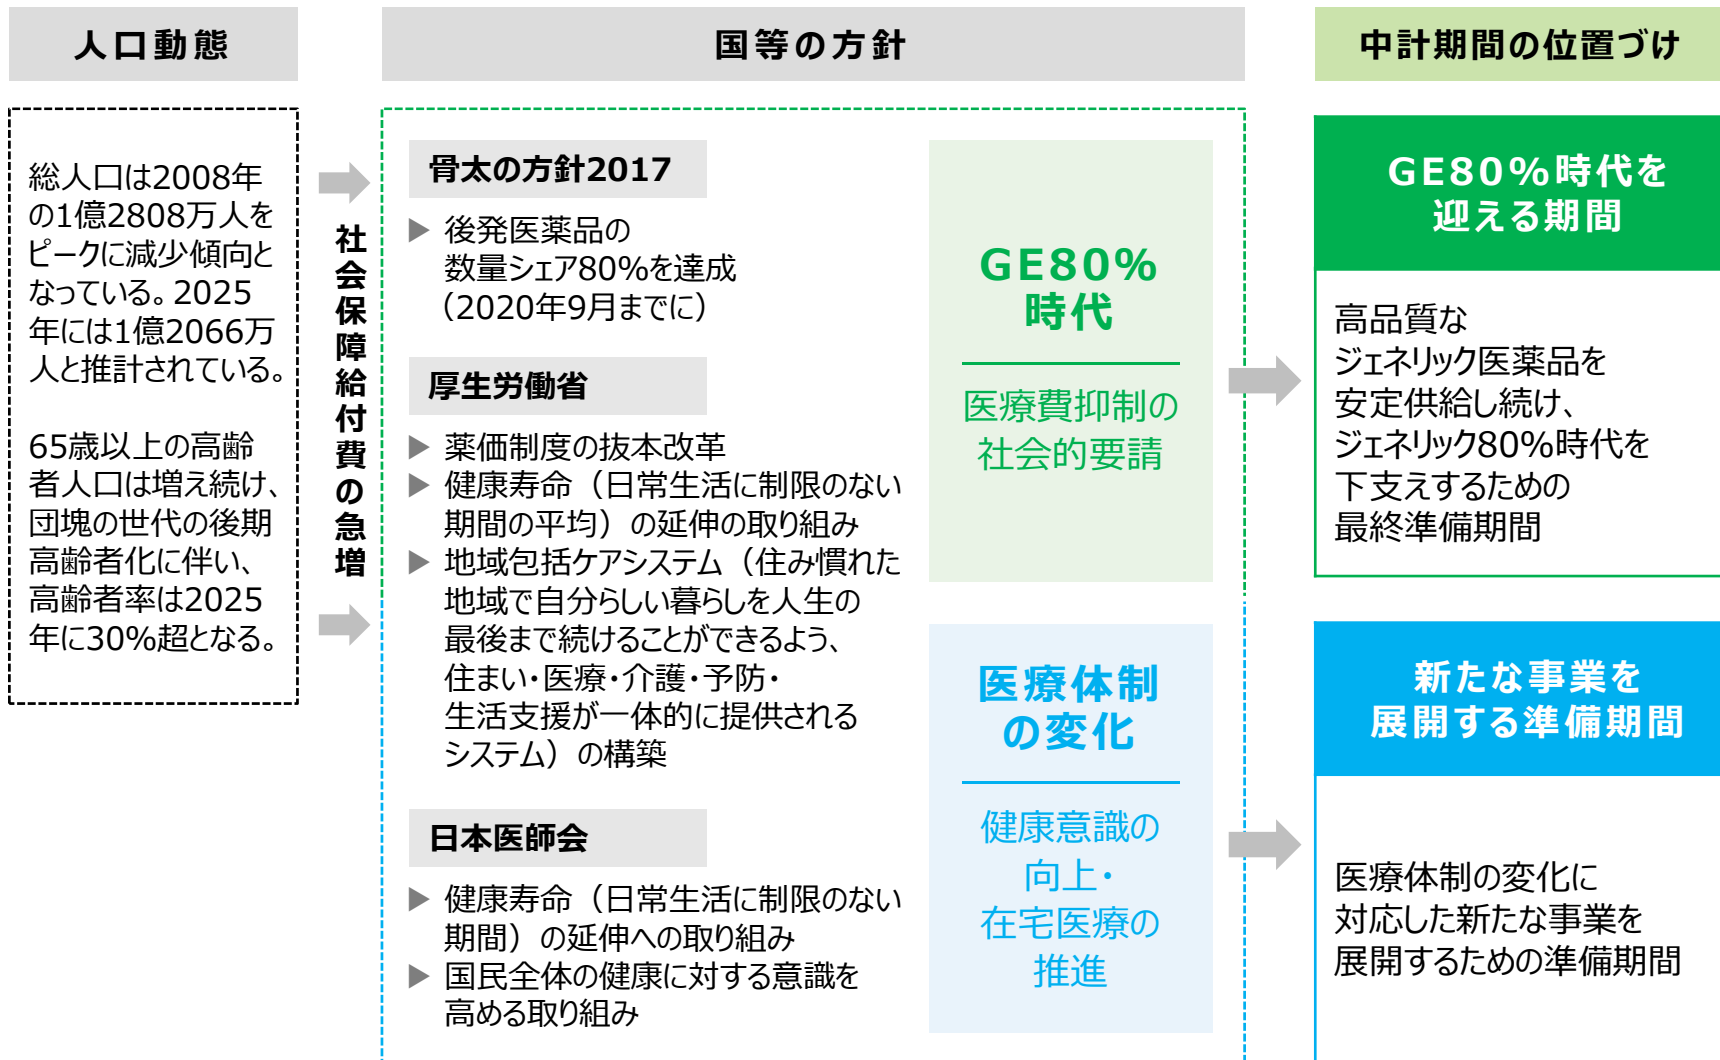 人口動態
総人口は2008年
の1億2808万人を
ピークに減少傾向と
なっている。2025
年には1億2066万
人と推計されている。
65歳以上の高齢
者人口は増え続け、
団塊の世代の後期
高齢者化に伴い、
高齢者率は2025
年に30%超となる。
社会保障給付費の急増
国等の方針
骨太の方針2017
▶ 後発医薬品の
数量シェア80%を達成
（2020年9月までに）
厚生労働省
▶ 薬価制度の抜本改革
▶ 健康寿命（日常生活に制限のない
期間の平均）の延伸の取り組み
▶ 地域包括ケアシステム（住み慣れた
地域で自分らしい暮らしを人生の
最後まで続けることができるよう、
住まい・医療・介護・予防・
生活支援が一体的に提供される
システム）の構築
日本医師会
▶ 健康寿命（日常生活に制限のない
期間）の延伸への取り組み
▶ 国民全体の健康に対する意識を
高める取り組み
GE80%
時代
医療費抑制の
社会的要請
医療体制
の変化
健康意識の
向上・
在宅医療の
推進
中計期間の位置づけ
GE80%時代を
迎える期間
高品質な
ジェネリック医薬品を
安定供給し続け、
ジェネリック80%時代を
下支えするための
最終準備期間
新たな事業を
展開する準備期間
医療体制の変化に
対応した新たな事業を
展開するための準備期間